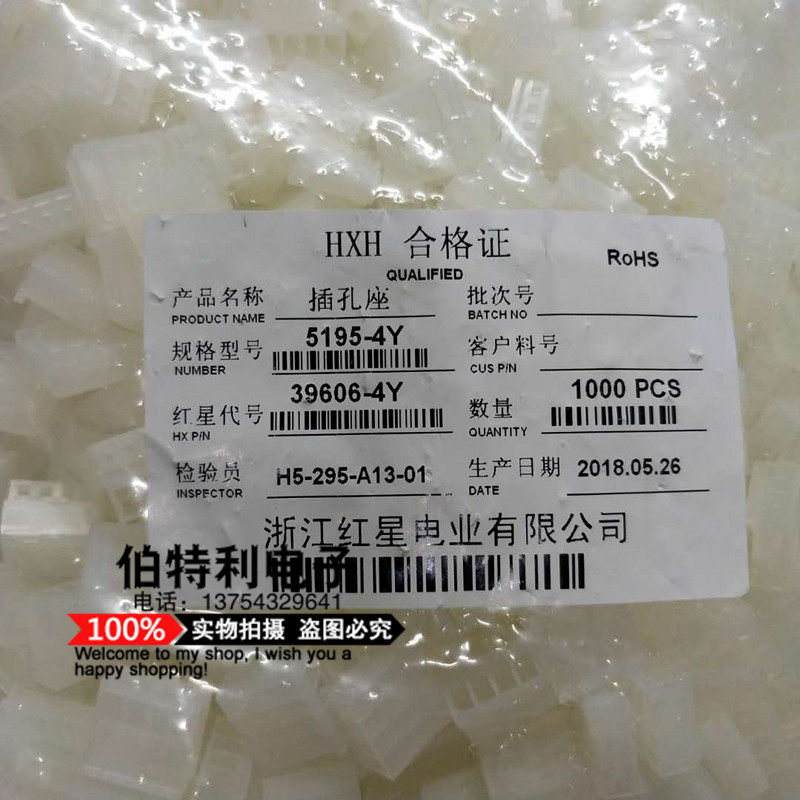 HXH 合格证
RoHS
QUALIFIED
产品名称 插孔座 批次号
PRODUCT NAME BATCH NO
规格型号 5195-4Y 客户料号
NUMBER CUS P/N
红星代号 39606-4Y 数量 1000 PCS
HX P/N QUANTITY
检验员 H5-295-A13-01 生产日期 2018.05.26
INSPECTOR DATE
浙江红星电业有限公司
伯特利电子
电话：13754329641
100% 实物拍摄 盗图必究
Welcome to my shop, I wish you a
happy shopping!